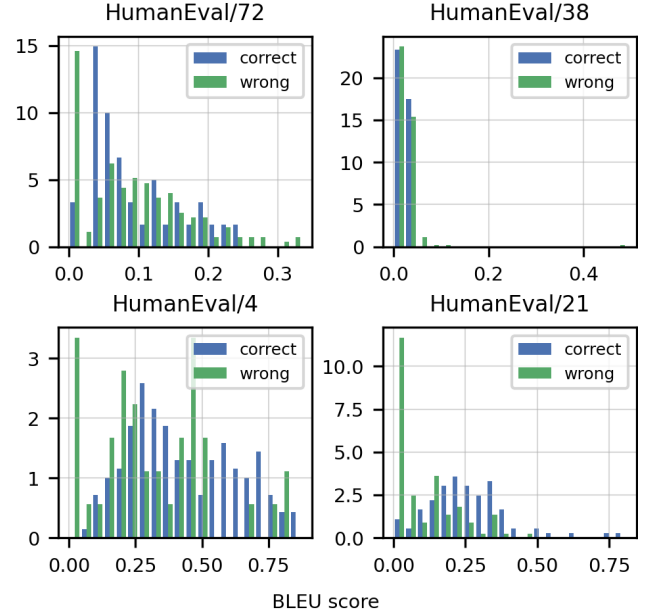 HumanEval/72
HumanEval/38
15
10
5
0
correct
wrong
0.0 0.1 0.2 0.3
20
15
10
5
0
correct
wrong
0.0 0.2 0.4
HumanEval/4
HumanEval/21
3
2
1
0
correct
wrong
0.00 0.25 0.50 0.75
10.0
7.5
5.0
2.5
0.0
correct
wrong
0.00 0.25 0.50 0.75
BLEU score